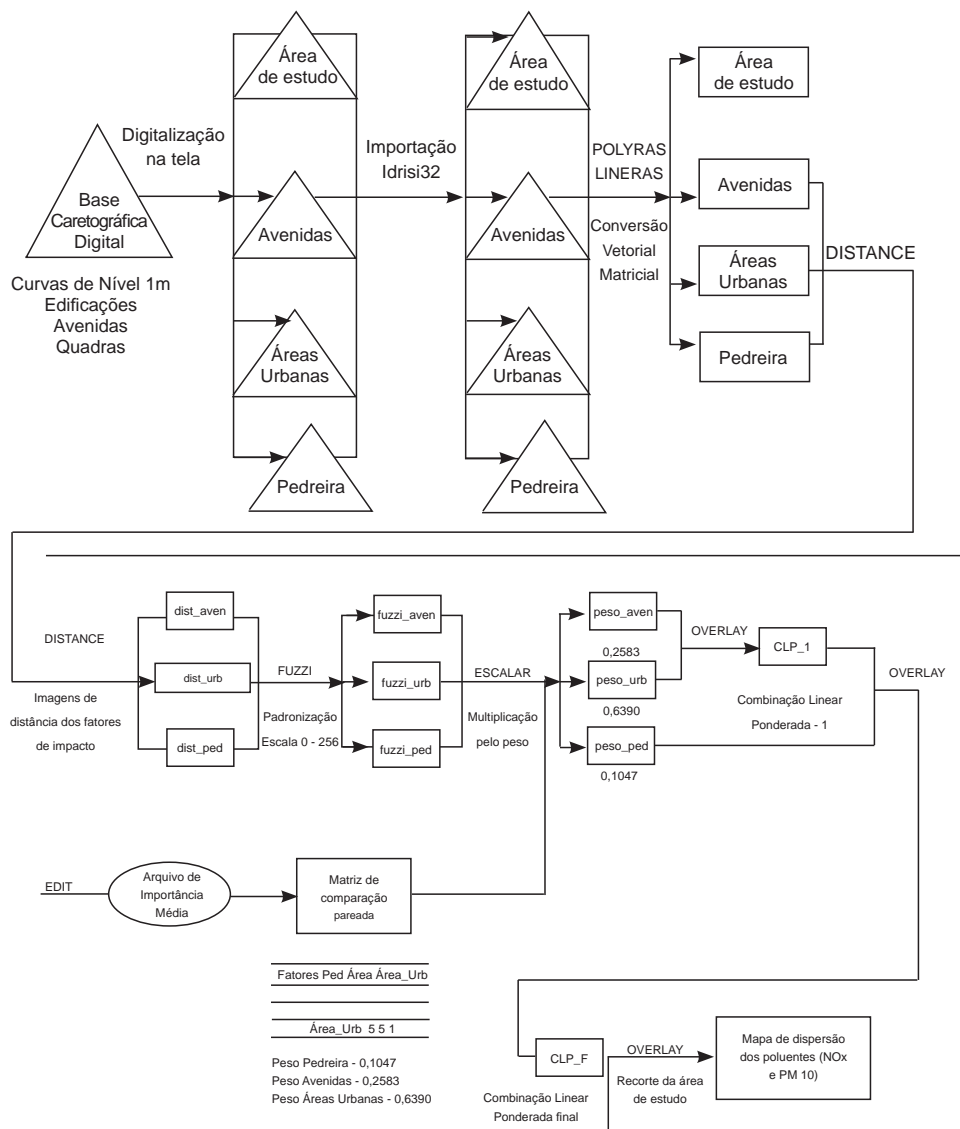 Área
de estudo
Área
de estudo
Área
de estudo
Digitalização
na tela
Importação
Idrisi32
POLYRAS
LINERAS
Base
Caretográfica
Digital
Avenidas
Avenidas
Avenidas
Conversão
Vetorial
Matricial
Áreas
Urbanas
DISTANCE
Curvas de Nível 1m
Edificações
Avenidas
Quadras
Áreas
Urbanas
Áreas
Urbanas
Pedreira
Pedreira
Pedreira
DISTANCE
Imagens de
distância dos fatores
de impacto
dist_aven
dist_urb
dist_ped
FUZZI
Padronização
Escala 0 - 256
fuzzi_aven
fuzzi_urb
fuzzi_ped
ESCALAR
Multiplicação
pelo peso
peso_aven
0,2583
peso_urb
0,6390
peso_ped
0,1047
OVERLAY
CLP_1
Combinação Linear
Ponderada - 1
OVERLAY
EDIT
Arquivo de
Importância
Média
Matriz de
comparação
pareada
Fatores Ped Área Área_Urb
Área_Urb 5 5 1
Peso Pedreira - 0,1047
Peso Avenidas - 0,2583
Peso Áreas Urbanas - 0,6390
CLP_F
Combinação Linear
Ponderada final
OVERLAY
Recorte da área
de estudo
Mapa de dispersão
dos poluentes (NOx
e PM 10)